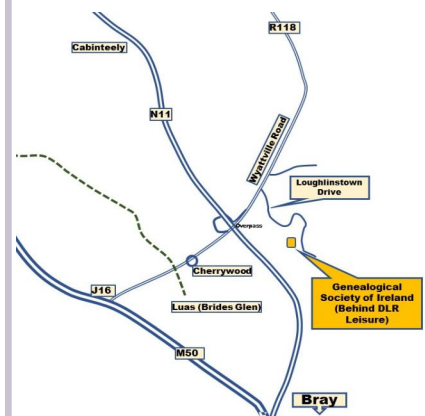 R118
Cabinteely
N11
Wyattville Road
Loughlinstown
Drive
Overpass
Cherrywood
Genealogical
Society of Ireland
(Behind DLR
Leisure)
J16
Luas (Brides Glen)
M50
Bray